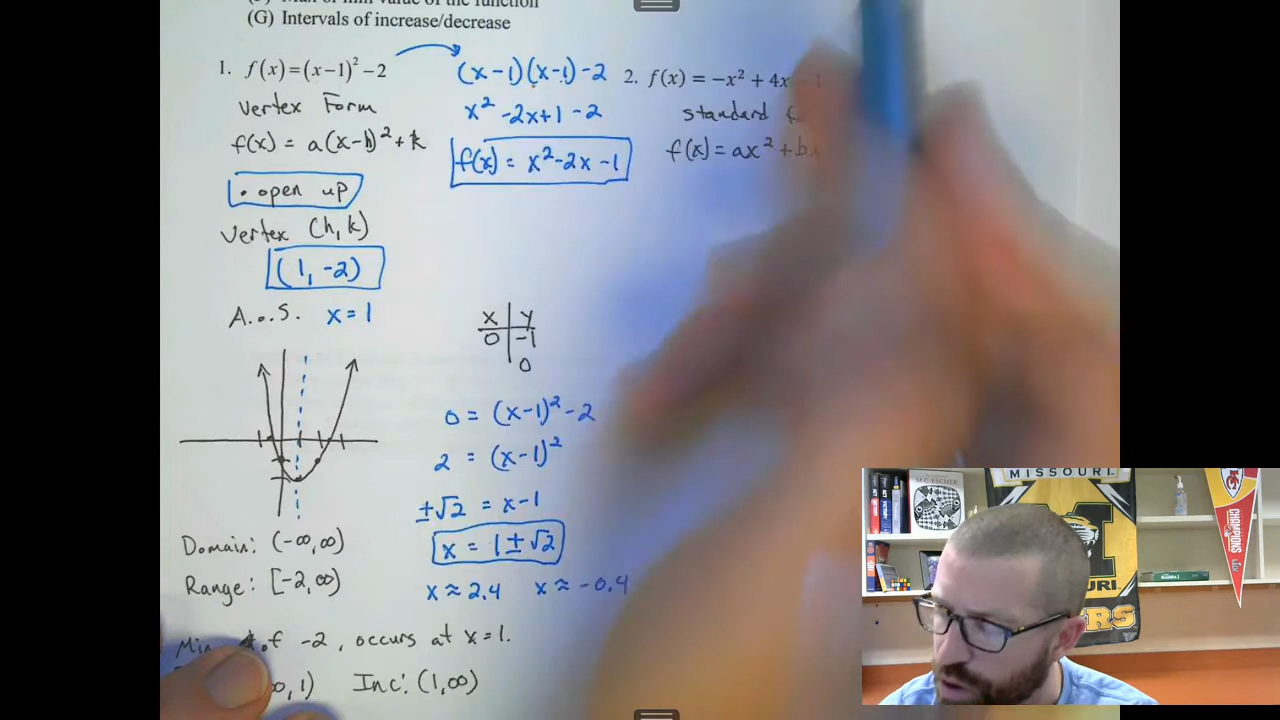 (G) Intervals of increase/decrease
1. f(x)=(x−1)² −2
Vertex Form
f(x) = a(x-h)² + k
• open up
Vertex (h, k)
(1, -2)
A.o.S. x = 1
Domain: (-∞, ∞)
Range: [-2, ∞)
of -2, occurs at x = 1.
, 1) Inc: (1, ∞)
(x-1)(x-1) -2
x² -2x+1 -2
f(x) = x²-2x -1
x y
0 -1
0
0 = (x-1)² -2
2 = (x-1)²
±√2 = x-1
x = 1±√2
x ≈ 2.4 x ≈ -0.4
2. f(x) = −x² + 4x
standard
f(x) = ax² + b
M.C. ESCHER
MISSOURI
M
CHAMPIONS